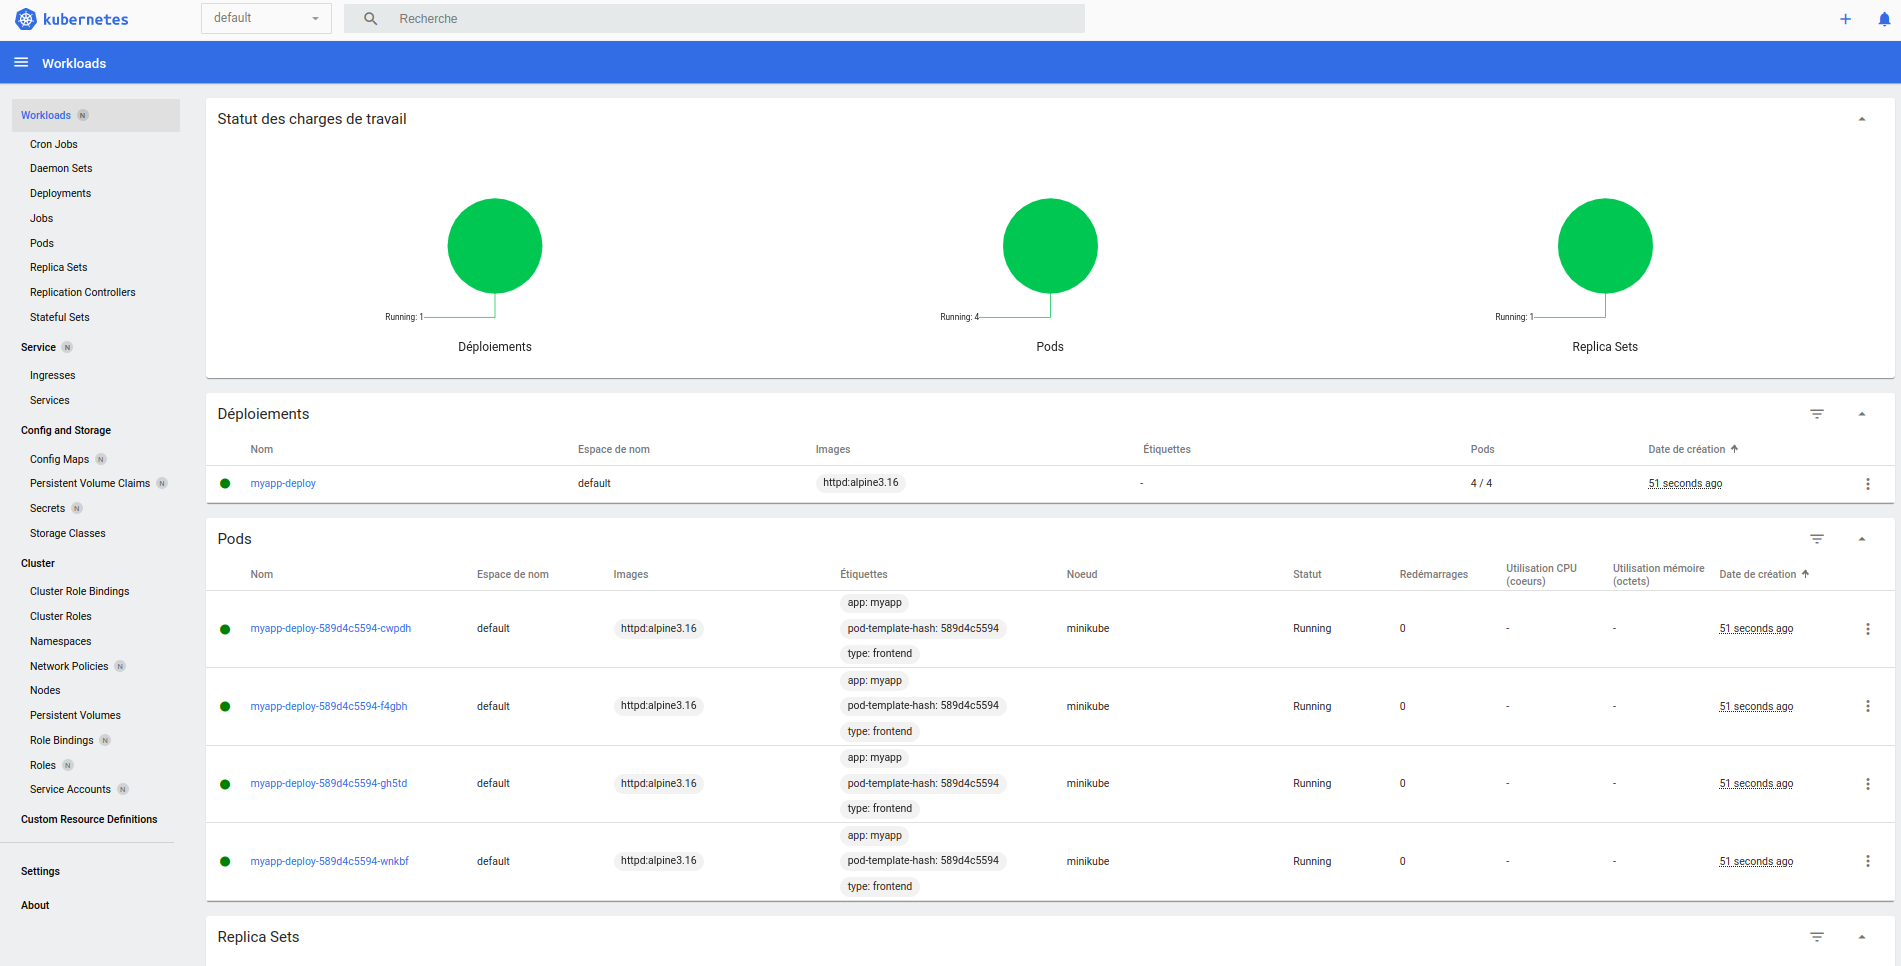 kubernetes
default
Recherche
Workloads
Workloads N
Cron Jobs
Daemon Sets
Deployments
Jobs
Pods
Replica Sets
Replication Controllers
Stateful Sets
Service N
Ingresses
Services
Config and Storage
Config Maps N
Persistent Volume Claims N
Secrets N
Storage Classes
Cluster
Cluster Role Bindings
Cluster Roles
Namespaces
Network Policies N
Nodes
Persistent Volumes
Role Bindings N
Roles N
Service Accounts N
Custom Resource Definitions
Settings
About
Statut des charges de travail
Running: 1
Déploiements
Running: 4
Pods
Running: 1
Replica Sets
Déploiements
Nom Espace de nom Images Étiquettes Pods Date de création
myapp-deploy default httpd:alpine3.16 - 4 / 4 51 seconds ago
Pods
Nom Espace de nom Images Étiquettes Noeud Statut Redémarrages Utilisation CPU Utilisation mémoire Date de création
(coeurs) (octets)
app: myapp
myapp-deploy-589d4c5594-cwpdh default httpd:alpine3.16 pod-template-hash: 589d4c5594 minikube Running 0 - - 51 seconds ago
type: frontend
app: myapp
myapp-deploy-589d4c5594-f4gbh default httpd:alpine3.16 pod-template-hash: 589d4c5594 minikube Running 0 - - 51 seconds ago
type: frontend
app: myapp
myapp-deploy-589d4c5594-gh5td default httpd:alpine3.16 pod-template-hash: 589d4c5594 minikube Running 0 - - 51 seconds ago
type: frontend
app: myapp
myapp-deploy-589d4c5594-wnkbf default httpd:alpine3.16 pod-template-hash: 589d4c5594 minikube Running 0 - - 51 seconds ago
type: frontend
Replica Sets